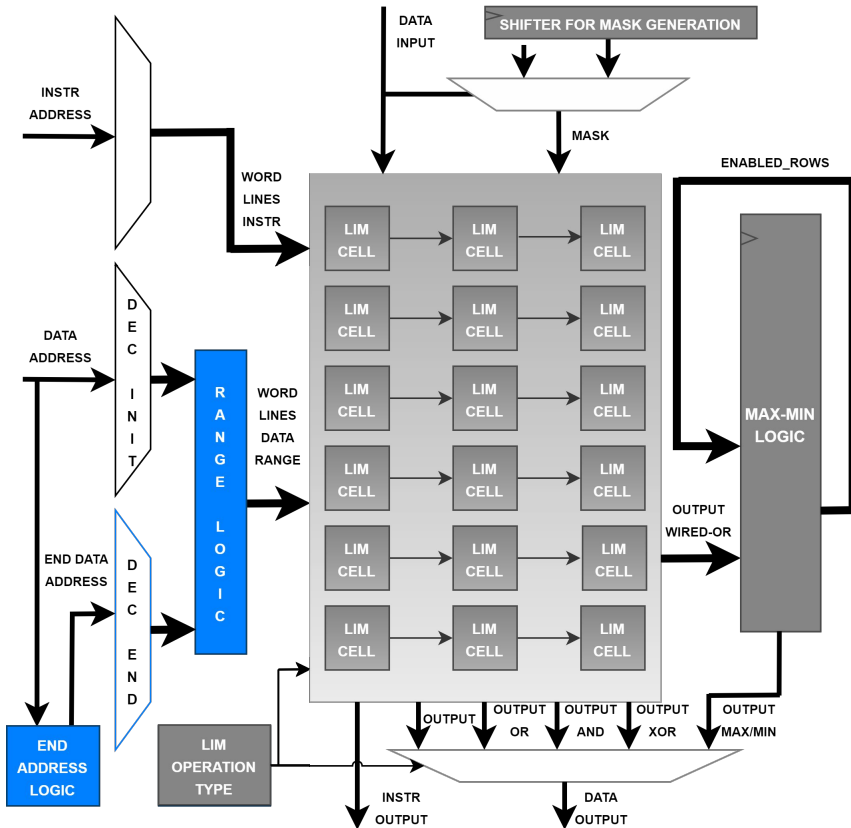 DATA
INPUT
SHIFTER FOR MASK GENERATION
INSTR
ADDRESS
MASK
ENABLED_ROWS
WORD
LINES
INSTR
LIM
CELL
LIM
CELL
LIM
CELL
DEC INIT
DATA
ADDRESS
LIM
CELL
LIM
CELL
LIM
CELL
RANGE LOGIC
WORD
LINES
DATA
RANGE
LIM
CELL
LIM
CELL
LIM
CELL
MAX-MIN
LOGIC
LIM
CELL
LIM
CELL
LIM
CELL
OUTPUT
WIRED-OR
END DATA
ADDRESS
DEC END
LIM
CELL
LIM
CELL
LIM
CELL
LIM
CELL
LIM
CELL
LIM
CELL
END
ADDRESS
LOGIC
LIM
OPERATION
TYPE
OUTPUT
OUTPUT
OR
OUTPUT
AND
OUTPUT
XOR
OUTPUT
MAX/MIN
INSTR
OUTPUT
DATA
OUTPUT